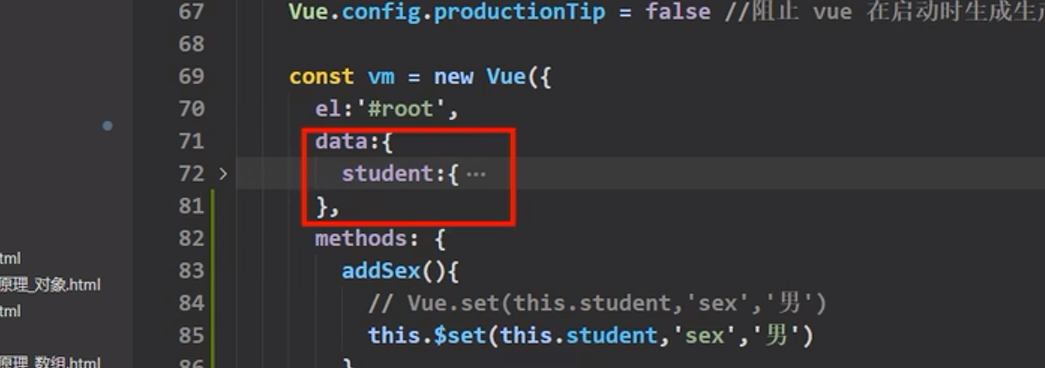 67 Vue.config.productionTip = false //阻止 vue 在启动时生成生产
68
69 const vm = new Vue({
70 el:'#root',
71 data:{
72 student:{ ···
81 },
82 methods: {
83 addSex(){
84 // Vue.set(this.student,'sex','男')
85 this.$set(this.student,'sex','男')
86 }
tml
原理_对象.html
tml
原理_数组.html